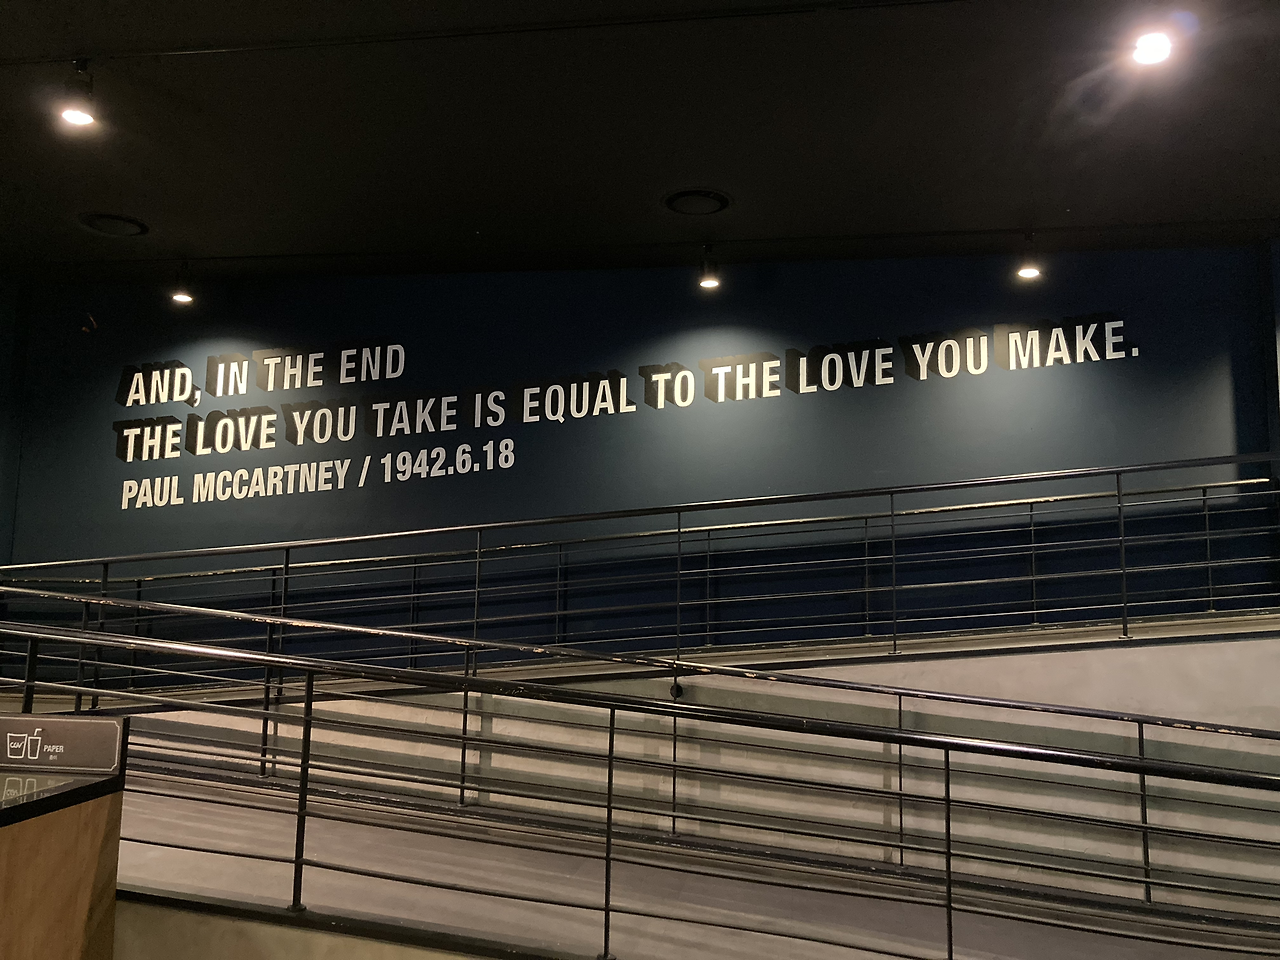 AND, IN THE END
THE LOVE YOU TAKE IS EQUAL TO THE LOVE YOU MAKE.
PAUL MCCARTNEY / 1942.6.18
CGV
PAPER